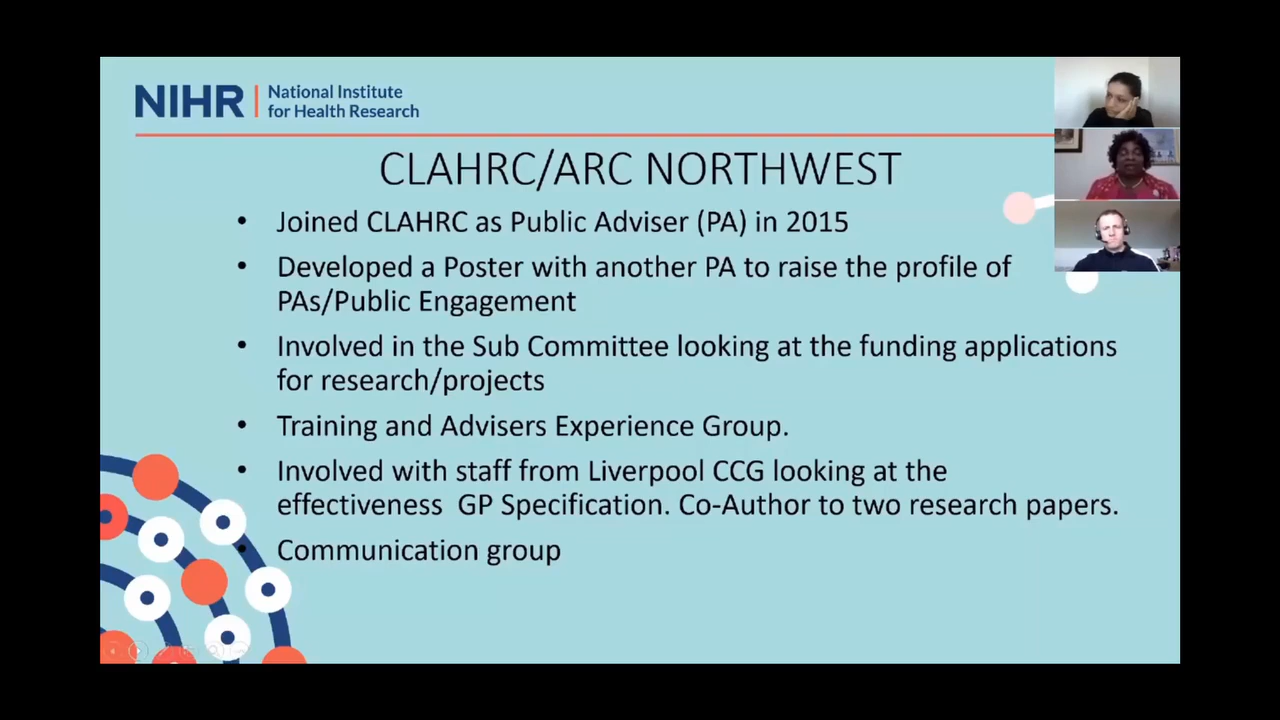 NIHR | National Institute
for Health Research
CLAHRC/ARC NORTHWEST
• Joined CLAHRC as Public Adviser (PA) in 2015
• Developed a Poster with another PA to raise the profile of
PAs/Public Engagement
• Involved in the Sub Committee looking at the funding applications
for research/projects
• Training and Advisers Experience Group.
• Involved with staff from Liverpool CCG looking at the
effectiveness  GP Specification. Co-Author to two research papers.
• Communication group